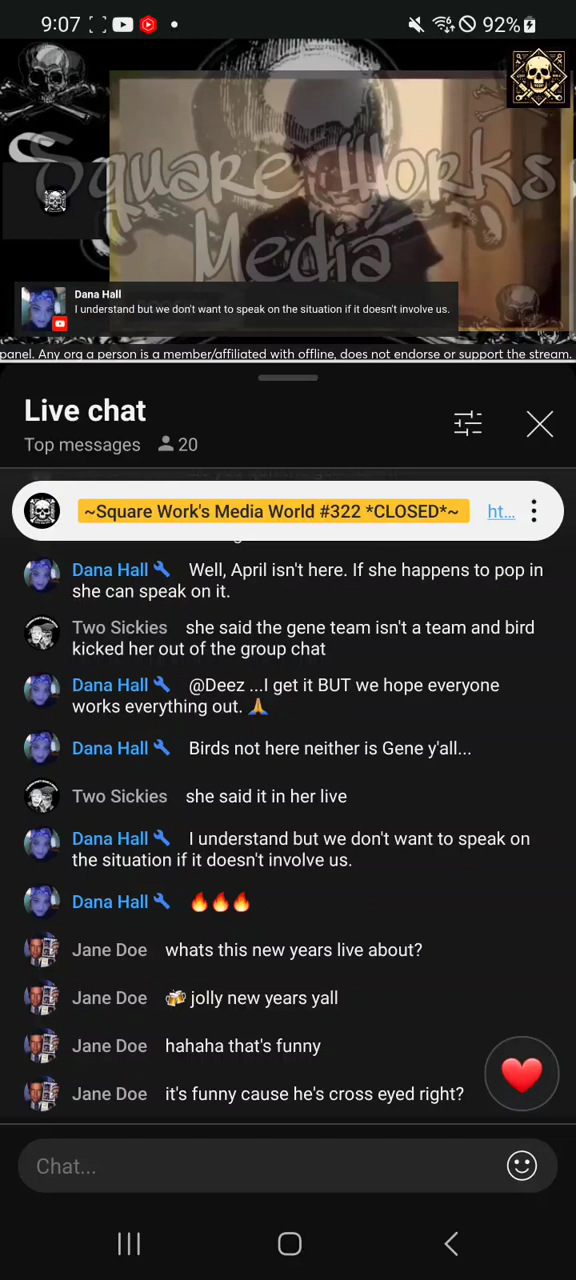 9:07
92%
Square Works
Media
Dana Hall
I understand but we don't want to speak on the situation if it doesn't involve us.
panel. Any org a person is a member/affiliated with offline, does not endorse or support the stream.
Live chat
Top messages 20
~Square Work's Media World #322 *CLOSED*~ ht...
Dana Hall 🔧 Well, April isn't here. If she happens to pop in
she can speak on it.
Two Sickies she said the gene team isn't a team and bird
kicked her out of the group chat
Dana Hall 🔧 @Deez ...I get it BUT we hope everyone
works everything out. 🙏
Dana Hall 🔧 Birds not here neither is Gene y'all...
Two Sickies she said it in her live
Dana Hall 🔧 I understand but we don't want to speak on
the situation if it doesn't involve us.
Dana Hall 🔧 🔥🔥🔥
Jane Doe whats this new years live about?
Jane Doe 🍻 jolly new years yall
Jane Doe hahaha that's funny
Jane Doe it's funny cause he's cross eyed right?
Chat...